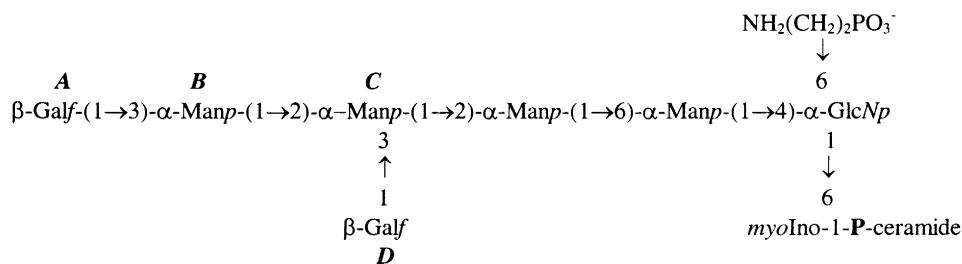 NH₂(CH₂)₂PO₃⁻
↓
A B C 6
β-Galf-(1→3)-α-Manp-(1→2)-α–Manp-(1→2)-α-Manp-(1→6)-α-Manp-(1→4)-α-GlcNp
3 1
↑ ↓
1 6
β-Galf myoIno-1-P-ceramide
D